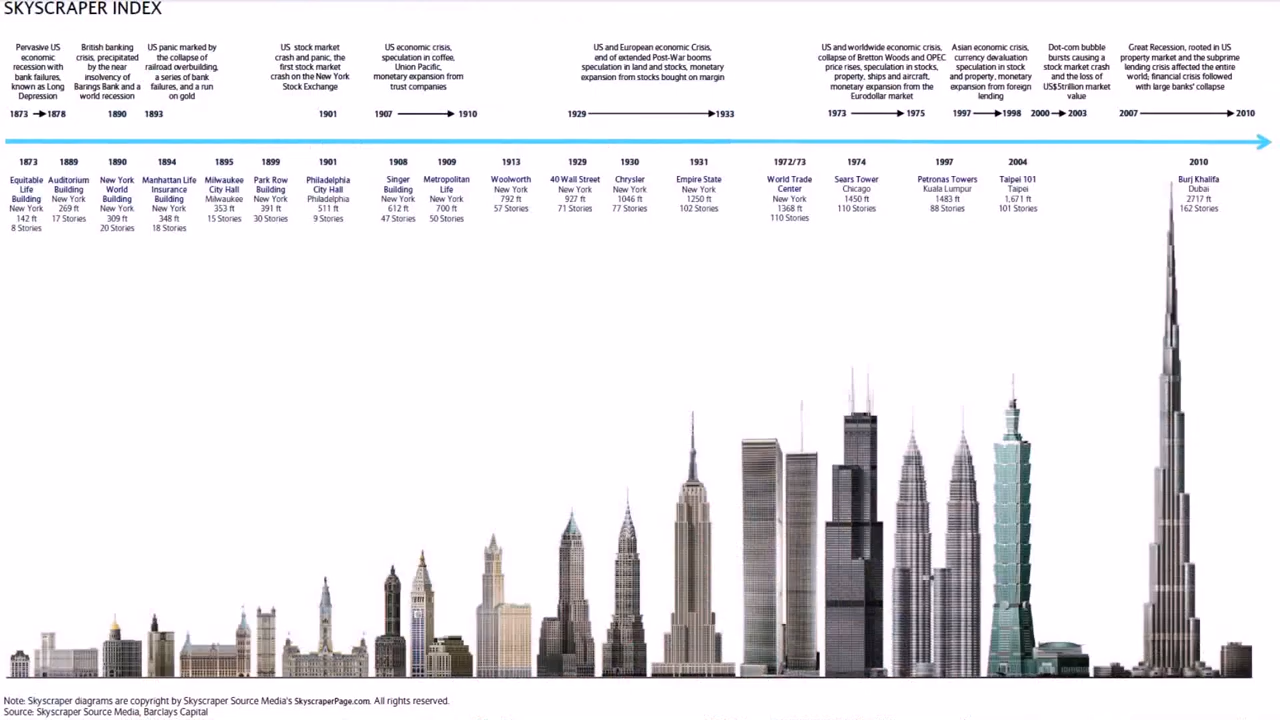 SKYSCRAPER INDEX
Pervasive US
economic
recession with
bank failures,
known as Long
Depression
British banking
crisis, precipitated
by the near
insolvency of
Barings Bank and a
world recession
US panic marked by
the collapse of
railroad overbuilding,
a series of bank
failures, and a run
on gold
US stock market
crash and panic, the
first stock market
crash on the New York
Stock Exchange
US economic crisis,
speculation in coffee,
Union Pacific,
monetary expansion from
trust companies
US and European economic Crisis,
end of extended Post-War booms
speculation in land and stocks, monetary
expansion from stocks bought on margin
US and worldwide economic crisis,
collapse of Bretton Woods and OPEC
price rises, speculation in stocks,
property, ships and aircraft,
monetary expansion from the
Eurodollar market
Asian economic crisis,
currency devaluation
speculation in stock
and property, monetary
expansion from foreign
lending
Dot-com bubble
bursts causing a
stock market crash
and the loss of
US$5trillion market
value
Great Recession, rooted in US
property market and the subprime
lending crisis affected the entire
world; financial crisis followed
with large banks' collapse
1873 → 1878
1890
1893
1901
1907 → 1910
1929 → 1933
1973 → 1975
1997 → 1998
2000 → 2003
2007 → 2010
1873
Equitable
Life
Building
New York
142 ft
8 Stories
1889
Auditorium
Building
New York
269 ft
17 Stories
1890
New York
World
Building
New York
309 ft
20 Stories
1894
Manhattan Life
Insurance
Building
New York
348 ft
18 Stories
1895
Milwaukee
City Hall
Milwaukee
353 ft
15 Stories
1899
Park Row
Building
New York
391 ft
30 Stories
1901
Philadelphia
City Hall
Philadelphia
511 ft
9 Stories
1908
Singer
Building
New York
612 ft
47 Stories
1909
Metropolitan
Life
New York
700 ft
50 Stories
1913
Woolworth
New York
792 ft
57 Stories
1929
40 Wall Street
New York
927 ft
71 Stories
1930
Chrysler
New York
1046 ft
77 Stories
1931
Empire State
New York
1250 ft
102 Stories
1972/73
World Trade
Center
New York
1368 ft
110 Stories
1974
Sears Tower
Chicago
1450 ft
110 Stories
1997
Petronas Towers
Kuala Lumpur
1483 ft
88 Stories
2004
Taipei 101
Taipei
1,671 ft
101 Stories
2010
Burj Khalifa
Dubai
2717 ft
162 Stories
Note: Skyscraper diagrams are copyright by Skyscraper Source Media's SkyscraperPage.com. All rights reserved.
Source: Skyscraper Source Media, Barclays Capital